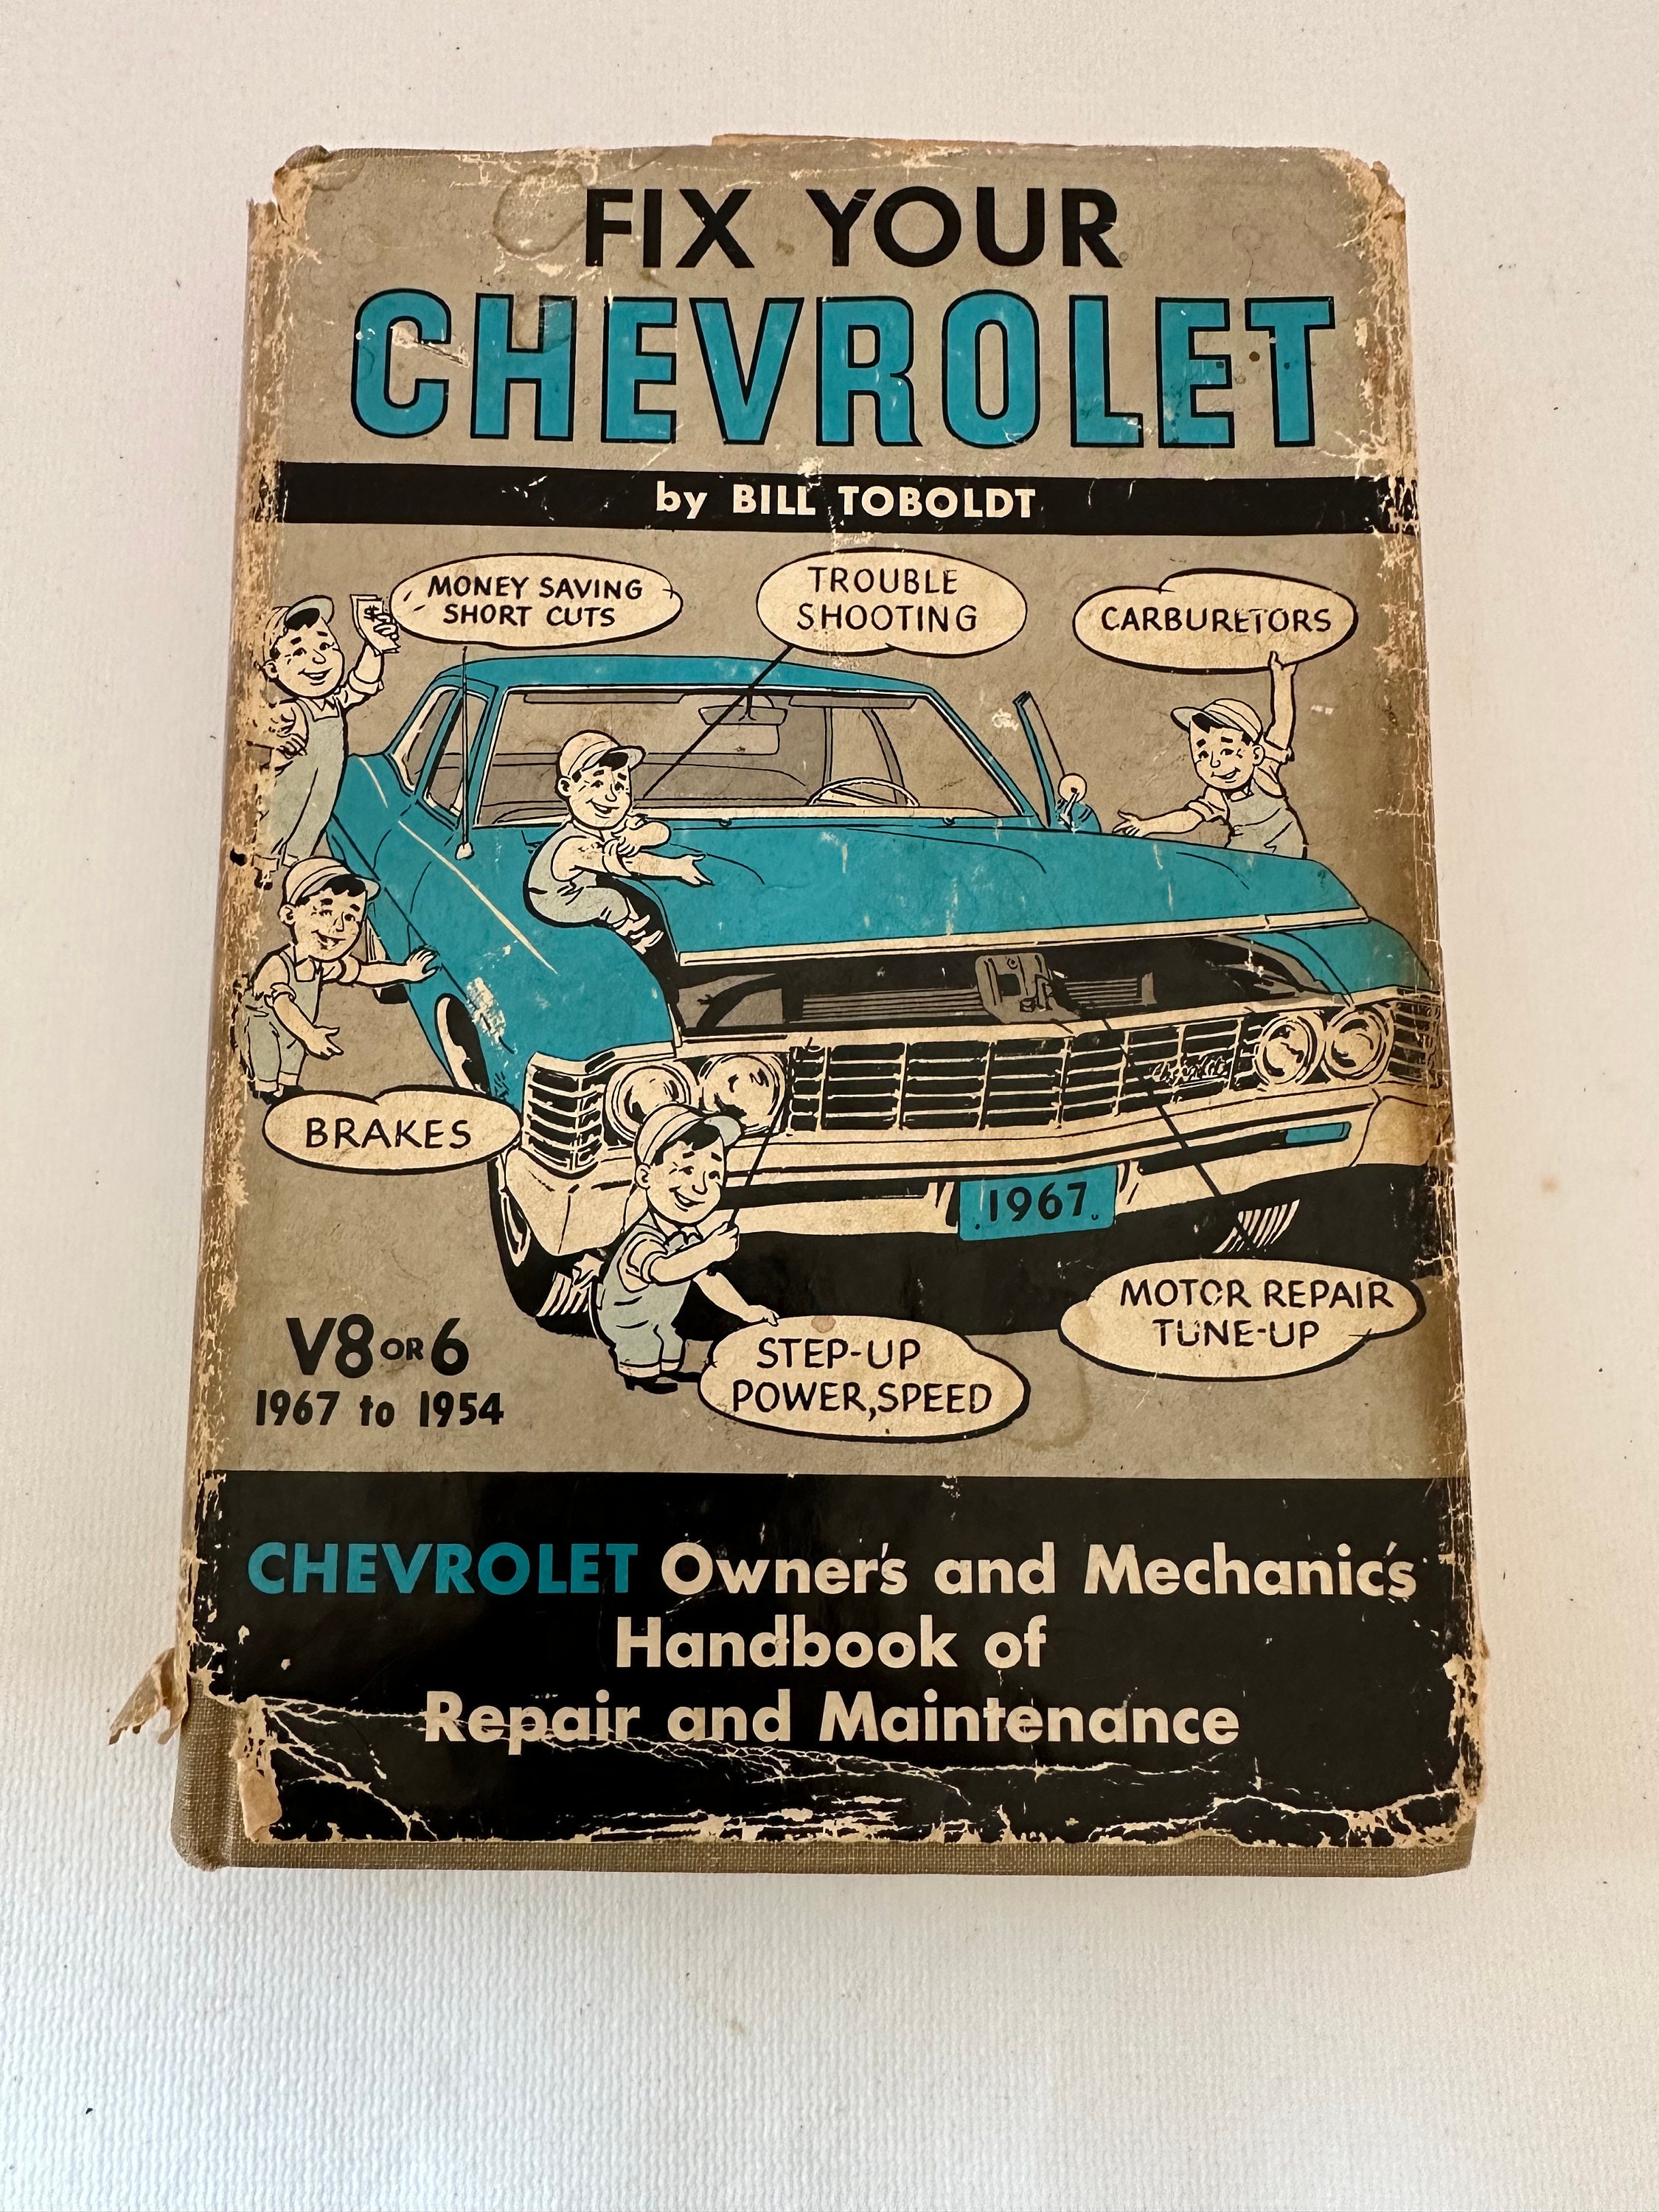 FIX YOUR
CHEVROLET
by BILL TOBOLDT
MONEY SAVING
SHORT CUTS
TROUBLE
SHOOTING
CARBURETORS
$
Chevrolet
BRAKES
1967
MOTOR REPAIR
TUNE-UP
STEP-UP
POWER, SPEED
V8 OR 6
1967 to 1954
CHEVROLET Owner's and Mechanic's
Handbook of
Repair and Maintenance